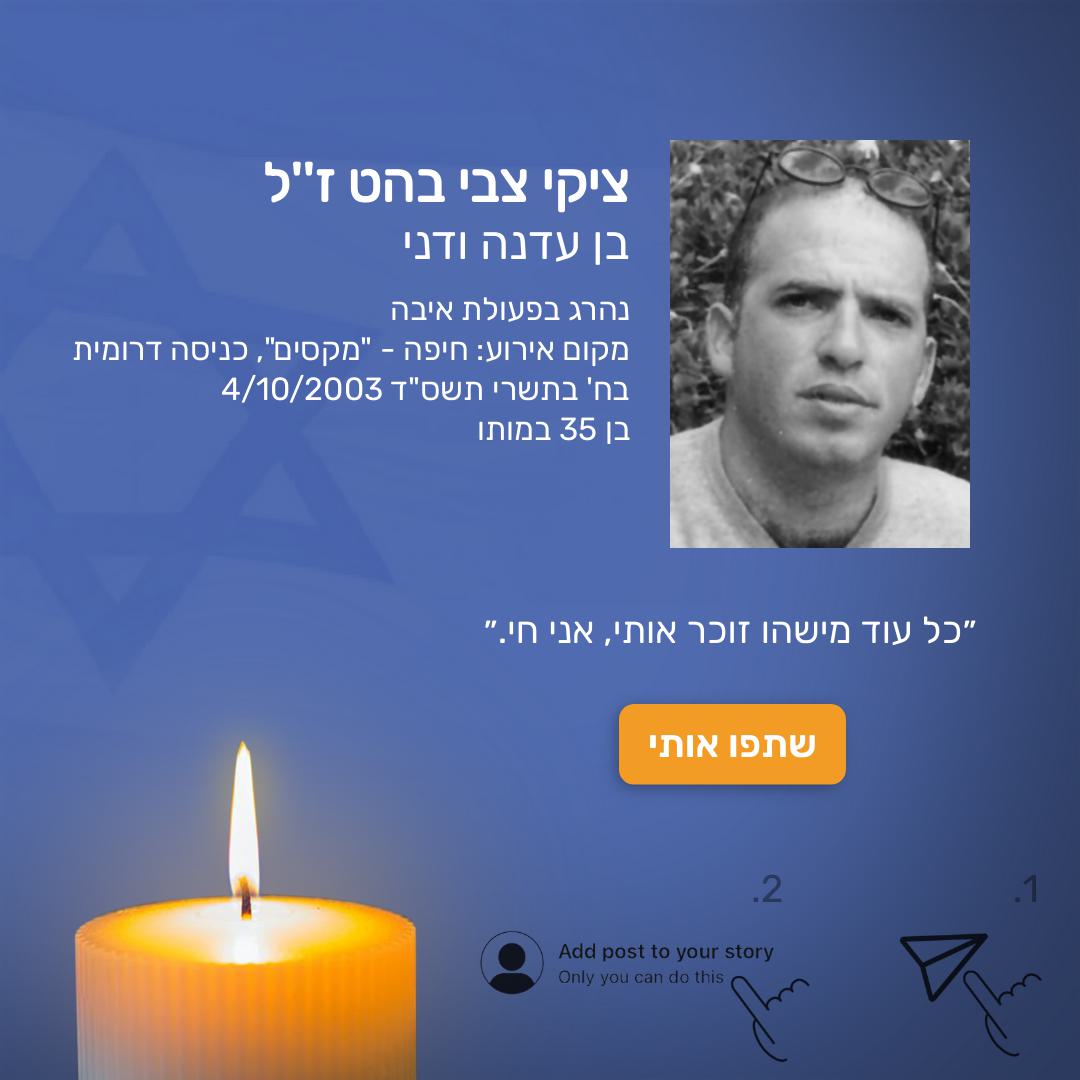 ציקי צבי בהט ז"ל
בן עדנה ודני
נהרג בפעולת איבה
מקום אירוע: חיפה - "מקסים", כניסה דרומית
בח' בתשרי תשס"ד 4/10/2003
בן 35 במותו
״כל עוד מישהו זוכר אותי, אני חי.״
שתפו אותי
1.
2.
Add post to your story
Only you can do this